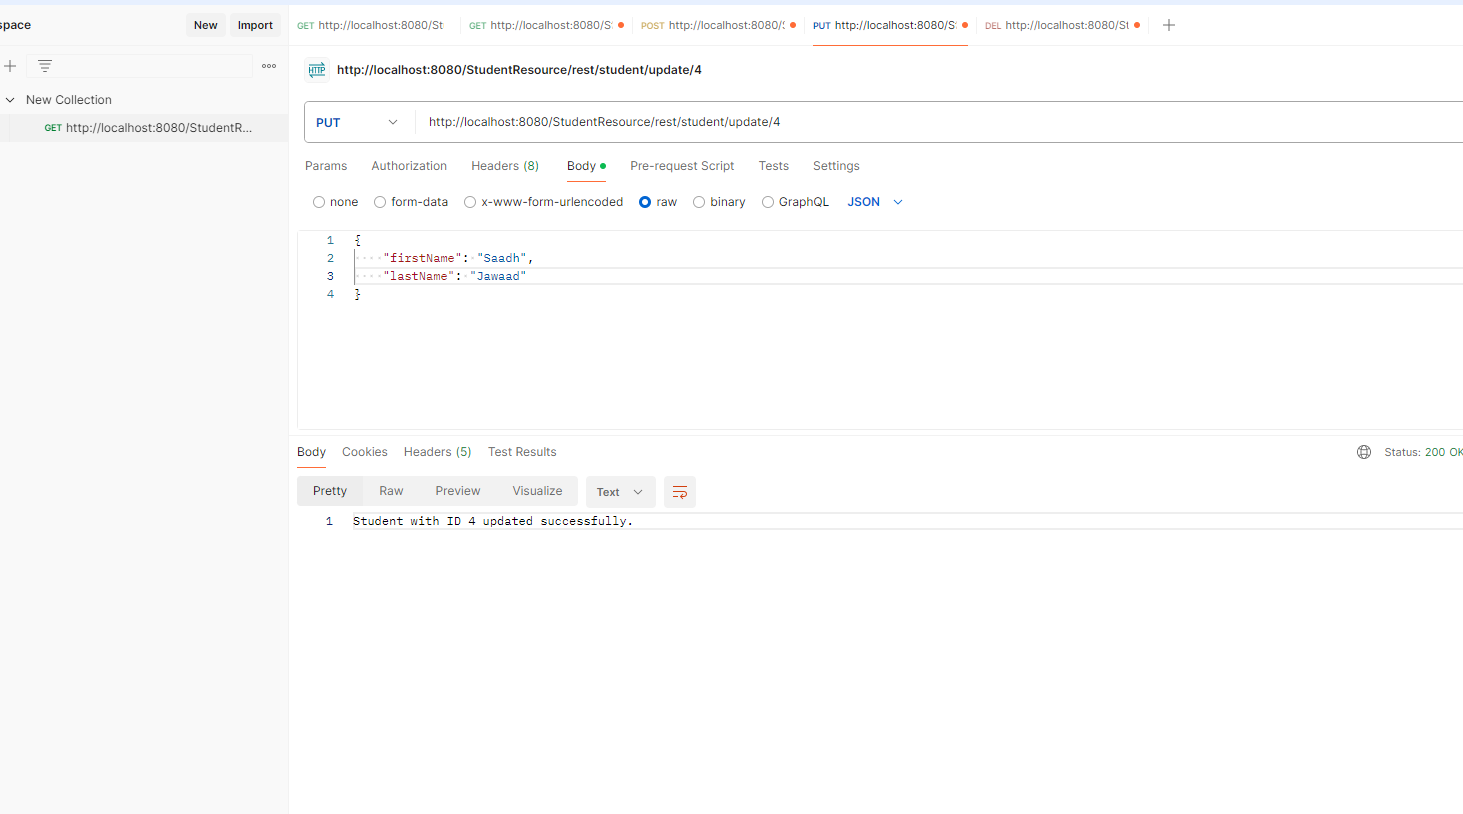 space
New
Import
GET http://localhost:8080/St
GET http://localhost:8080/S
POST http://localhost:8080/
PUT http://localhost:8080/S
DEL http://localhost:8080/St
New Collection
GET http://localhost:8080/StudentR...
HTTP http://localhost:8080/StudentResource/rest/student/update/4
PUT http://localhost:8080/StudentResource/rest/student/update/4
Params Authorization Headers (8) Body Pre-request Script Tests Settings
none form-data x-www-form-urlencoded raw binary GraphQL JSON
1 {
2 "firstName": "Saadh",
3 "lastName": "Jawaad"
4 }
Body Cookies Headers (5) Test Results Status: 200 OK
Pretty Raw Preview Visualize Text
1 Student with ID 4 updated successfully.